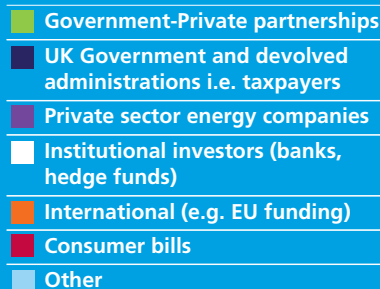 Government-Private partnerships
UK Government and devolved
administrations i.e. taxpayers
Private sector energy companies
Institutional investors (banks,
hedge funds)
International (e.g. EU funding)
Consumer bills
Other